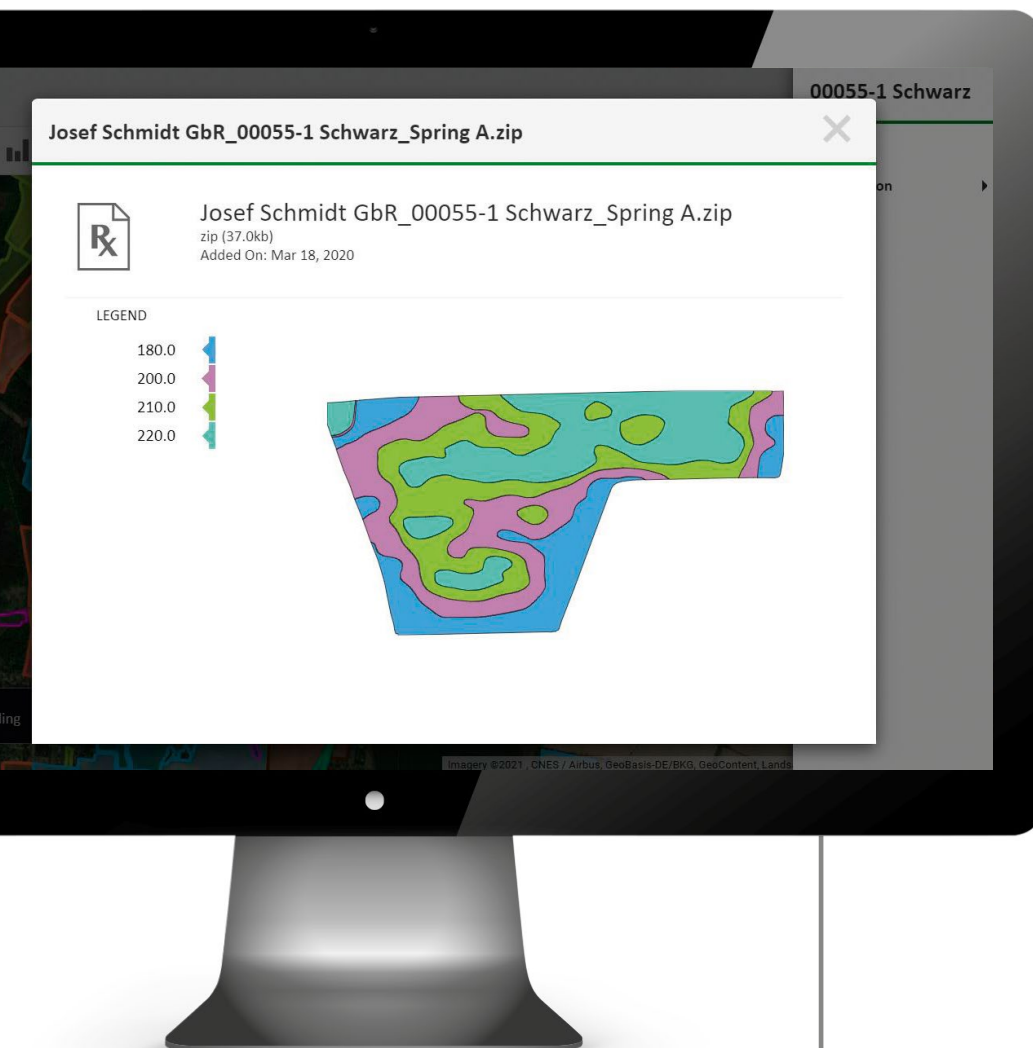 00055-1 Schwarz
Josef Schmidt GbR_00055-1 Schwarz_Spring A.zip
on
Rx
Josef Schmidt GbR_00055-1 Schwarz_Spring A.zip
zip (37.0kb)
Added On: Mar 18, 2020
LEGEND
180.0
200.0
210.0
220.0
ling
Imagery ©2021 , CNES / Airbus, GeoBasis-DE/BKG, GeoContent, Lands